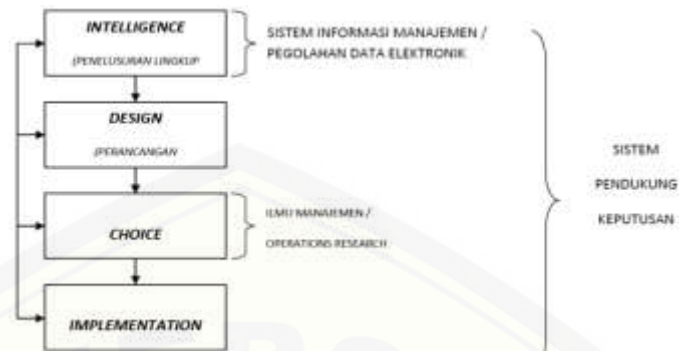 INTELLIGENCE
(PENELUSURAN LINGKUP
SISTEM INFORMASI MANAJEMEN /
PEGOLAHAN DATA ELEKTRONIK
DESIGN
(PERANCANGAN
CHOICE
ILMU MANAJEMEN /
OPERATIONS RESEARCH
IMPLEMENTATION
SISTEM
PENDUKUNG
KEPUTUSAN